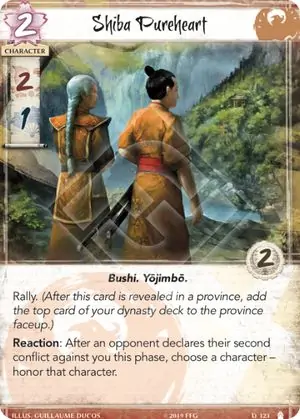 2
Shiba Pureheart
CHARACTER
2
1
2
Bushi. Yōjimbō.
Rally. (After this card is revealed in a province, add
the top card of your dynasty deck to the province
faceup.)
Reaction: After an opponent declares their second
conflict against you this phase, choose a character –
honor that character.
ILLUS. GUILLAUME DUCOS
©2019 FFG
D 123